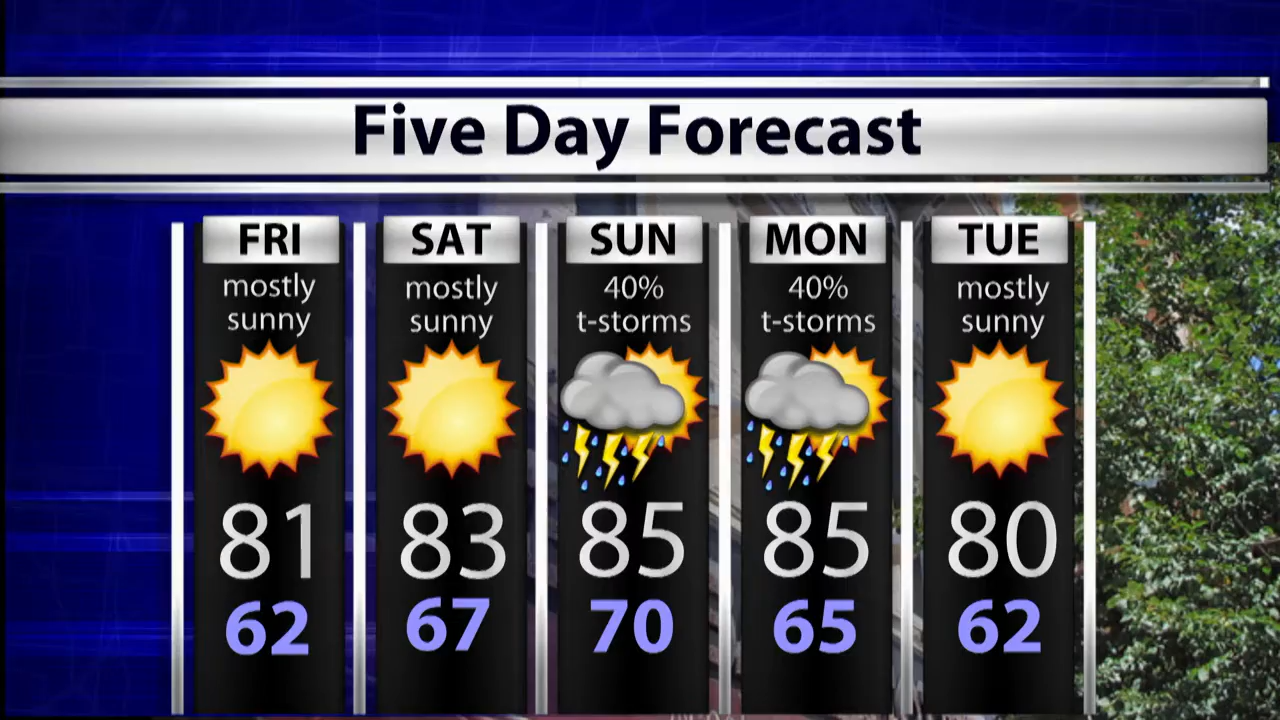 Five Day Forecast
FRI
mostly
sunny
81
62
SAT
mostly
sunny
83
67
SUN
40%
t-storms
85
70
MON
40%
t-storms
85
65
TUE
mostly
sunny
80
62